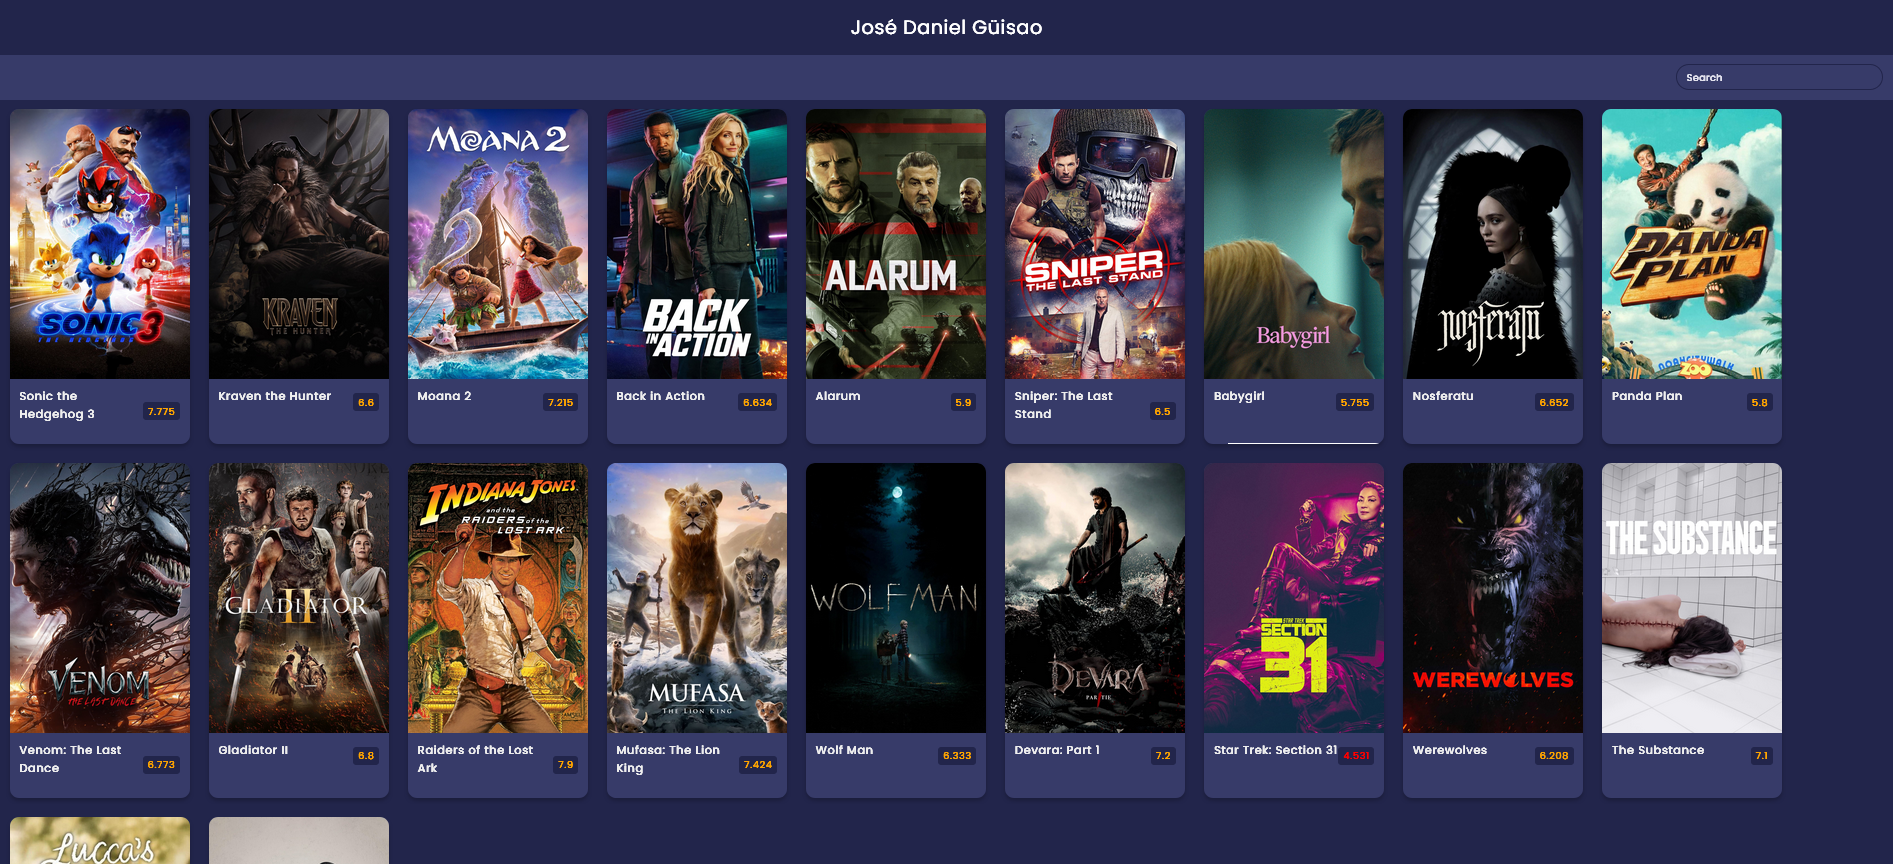 José Daniel Güisao
Search
SONIC 3
THE HEDGEHOG
Sonic the
Hedgehog 3
7.775
KRAVEN
THE HUNTER
Kraven the Hunter
6.6
MOANA 2
Moana 2
7.215
BACK
IN ACTION
Back in Action
6.634
ALARUM
Alarum
5.9
SNIPER
THE LAST STAND
Sniper: The Last
Stand
6.5
Babygirl
Babygirl
5.755
nosferatu
Nosferatu
6.652
PANDA
PLAN
ZOO
Panda Plan
5.8
VENOM
THE LAST DANCE
Venom: The Last
Dance
6.773
GLADIATOR
II
Gladiator II
6.8
INDIANA JONES
and the
RAIDERS of the
LOST ARK
Raiders of the Lost
Ark
7.9
MUFASA
THE LION KING
Mufasa: The Lion
King
7.424
WOLF MAN
Wolf Man
6.333
DEVARA
Devara: Part 1
7.2
STAR TREK
SECTION
31
Star Trek: Section 31
4.531
WEREWOLVES
Werewolves
6.208
THE SUBSTANCE
The Substance
7.1
Lucca's